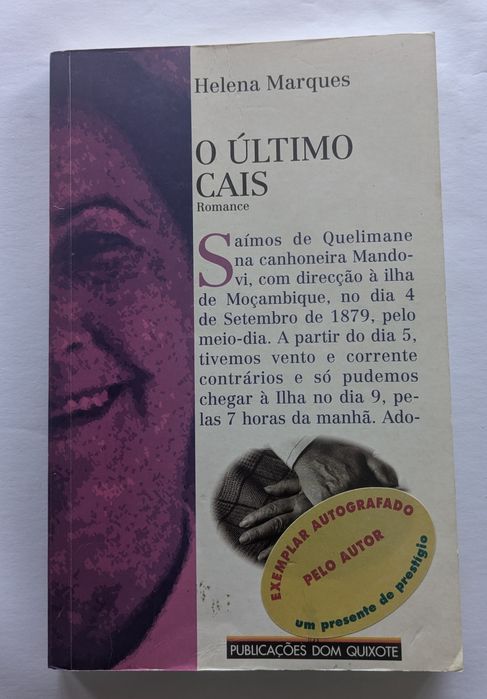 Helena Marques
O ÚLTIMO
CAIS
Romance
Saímos de Quelimane
na canhoneira Mando-
vi, com direcção à ilha
de Moçambique, no dia 4
de Setembro de 1879, pelo
meio-dia. A partir do dia 5,
tivemos vento e corrente
contrários e só pudemos
chegar à Ilha no dia 9, pe-
las 7 horas da manhã. Ado-
EXEMPLAR AUTOGRAFADO
PELO AUTOR
um presente de prestígio
PUBLICAÇÕES DOM QUIXOTE